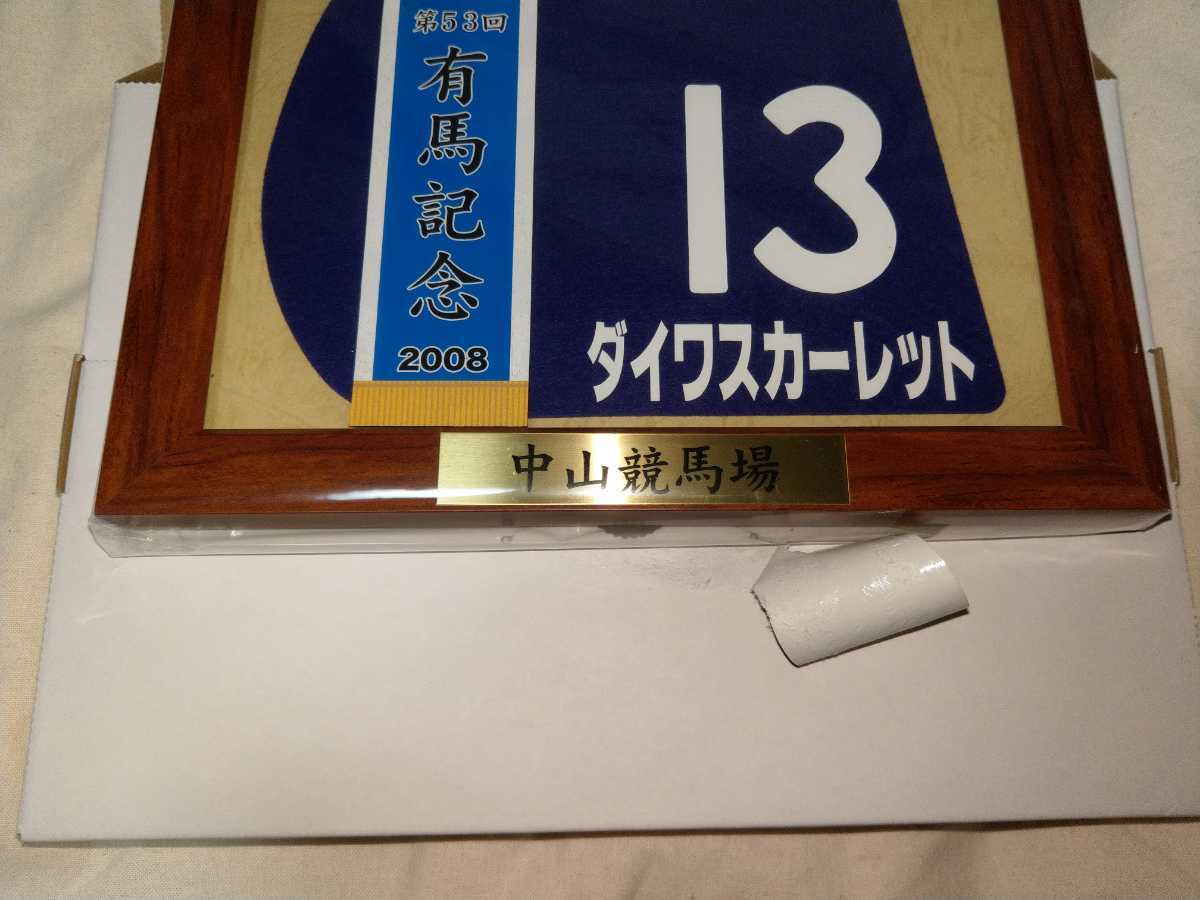 第53回
有馬記念
2008
13
ダイワスカーレット
中山競馬場